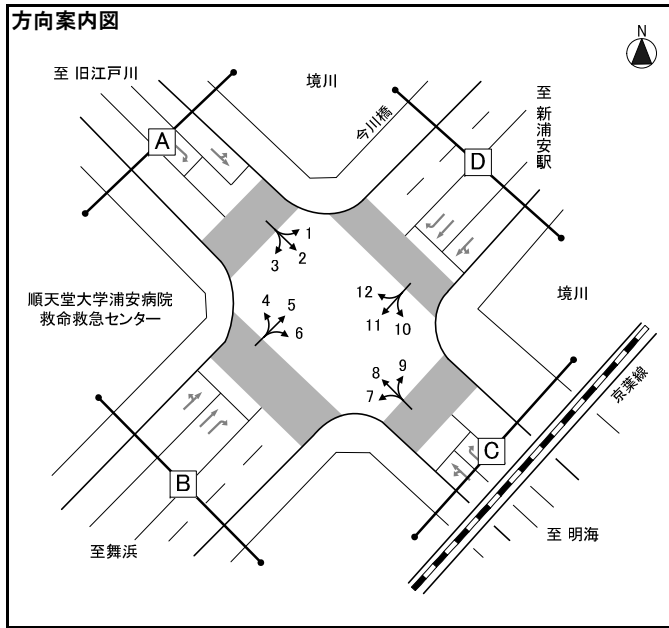 方向案内図
N
至 旧江戸川
境川
今川橋
至 新浦安駅
A
D
1
2
3
順天堂大学浦安病院
救命救急センター
4
5
6
12
11
10
境川
9
8
7
京葉線
C
B
至舞浜
至 明海